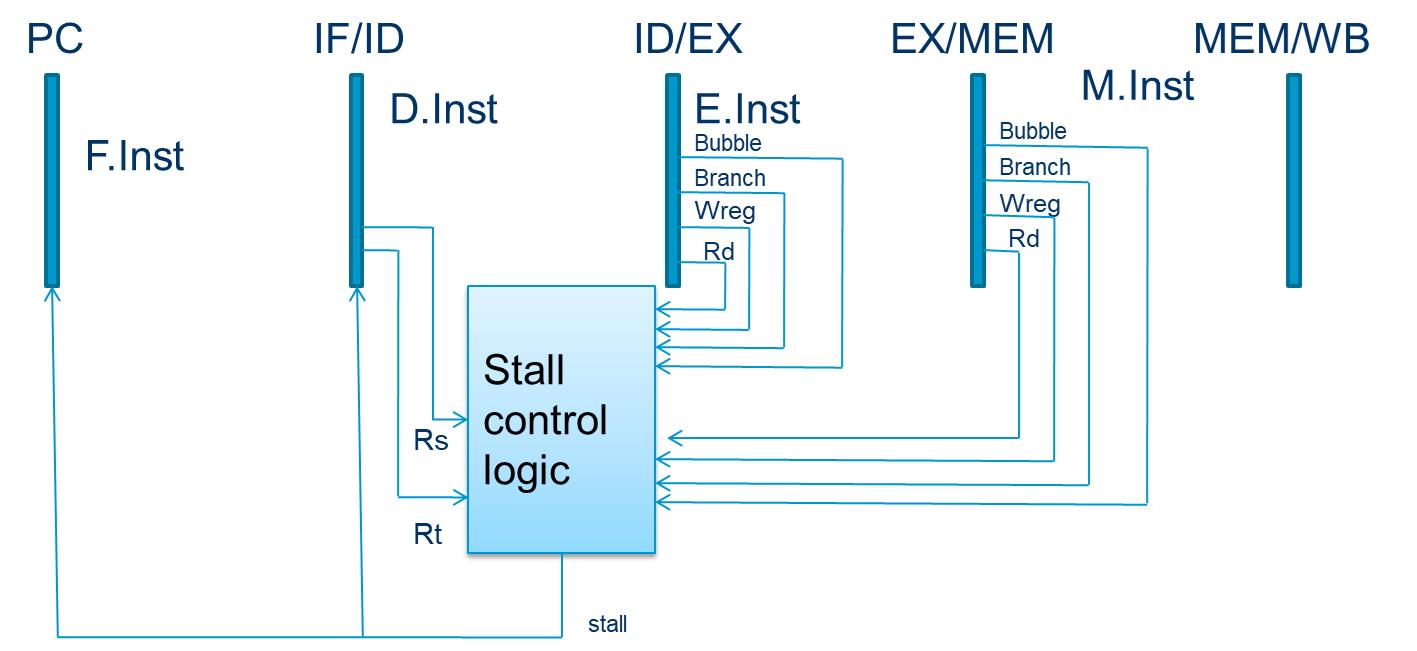 PC
IF/ID
ID/EX
EX/MEM
MEM/WB
F.Inst
D.Inst
E.Inst
M.Inst
Bubble
Branch
Wreg
Rd
Bubble
Branch
Wreg
Rd
Stall
control
logic
Rs
Rt
stall